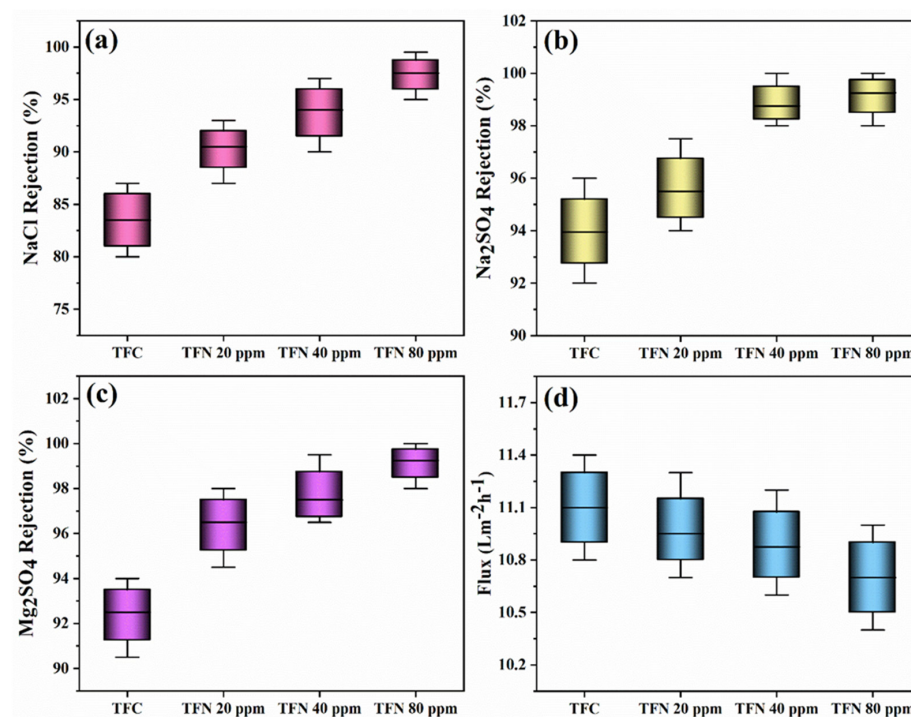 (a)
NaCl Rejection (%)
100
95
90
85
80
75
TFC TFN 20 ppm TFN 40 ppm TFN 80 ppm
(b)
Na2SO4 Rejection (%)
102
100
98
96
94
92
90
TFC TFN 20 ppm TFN 40 ppm TFN 80 ppm
(c)
Mg2SO4 Rejection (%)
102
100
98
96
94
92
90
TFC TFN 20 ppm TFN 40 ppm TFN 80 ppm
(d)
Flux (Lm-2h-1)
11.7
11.4
11.1
10.8
10.5
10.2
TFC TFN 20 ppm TFN 40 ppm TFN 80 ppm